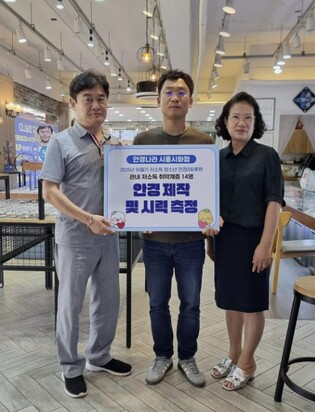 안경나라 시흥시화점
관내 저소득 취약계층 14명
안경 제작
및 시력 측정